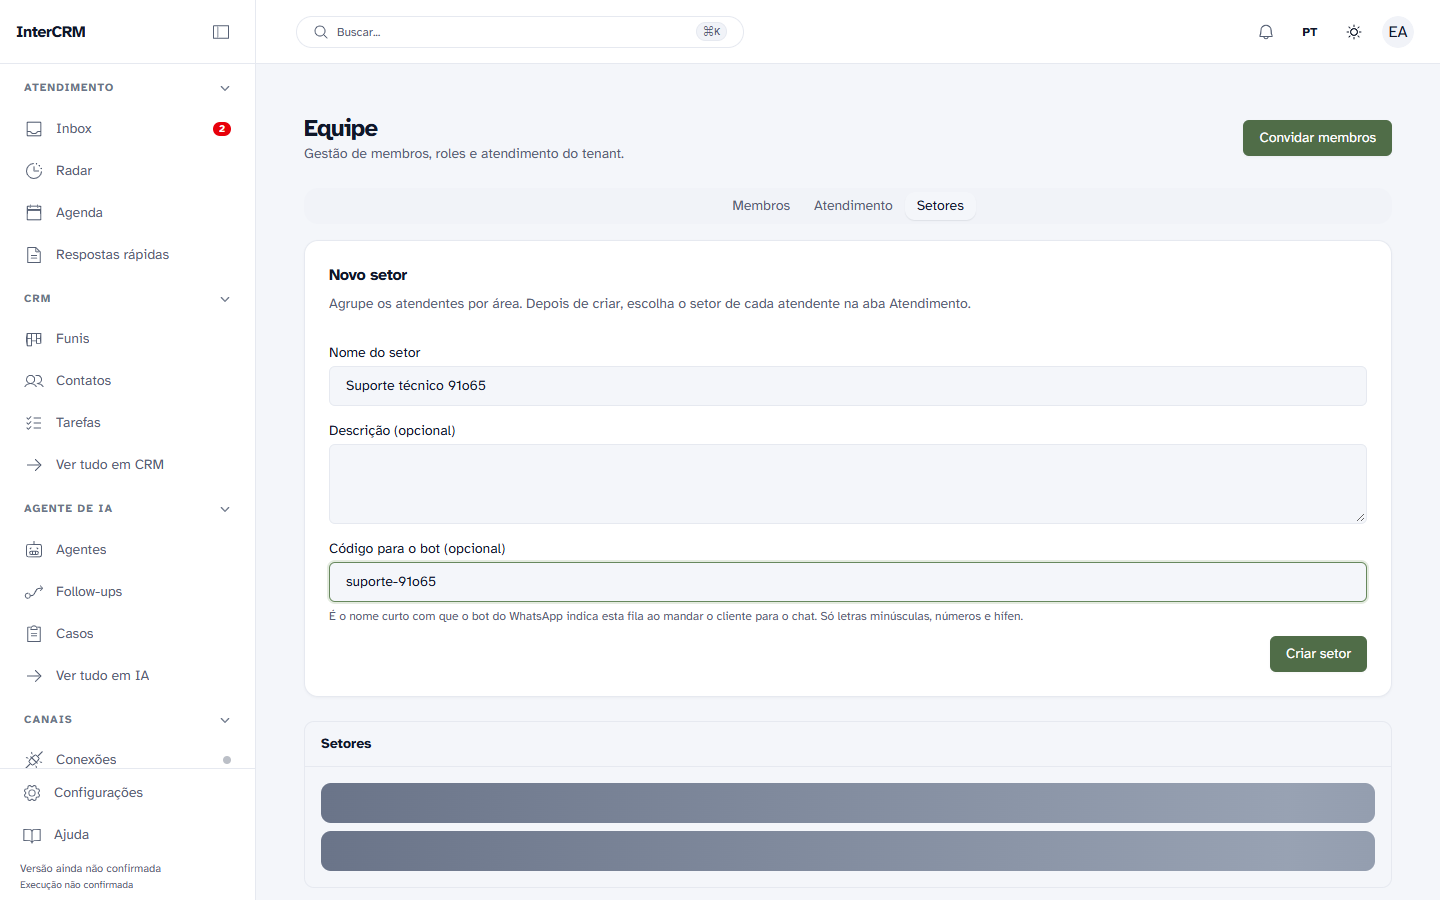 InterCRM
Buscar...
⌘K
PT
EA
ATENDIMENTO
Inbox
2
Radar
Agenda
Respostas rápidas
CRM
Funis
Contatos
Tarefas
Ver tudo em CRM
AGENTE DE IA
Agentes
Follow-ups
Casos
Ver tudo em IA
CANAIS
Conexões
Configurações
Ajuda
Versão ainda não confirmada
Execução não confirmada
Equipe
Gestão de membros, roles e atendimento do tenant.
Convidar membros
Membros
Atendimento
Setores
Novo setor
Agrupe os atendentes por área. Depois de criar, escolha o setor de cada atendente na aba Atendimento.
Nome do setor
Suporte técnico 91o65
Descrição (opcional)
Código para o bot (opcional)
suporte-91o65
É o nome curto com que o bot do WhatsApp indica esta fila ao mandar o cliente para o chat. Só letras minúsculas, números e hífen.
Criar setor
Setores